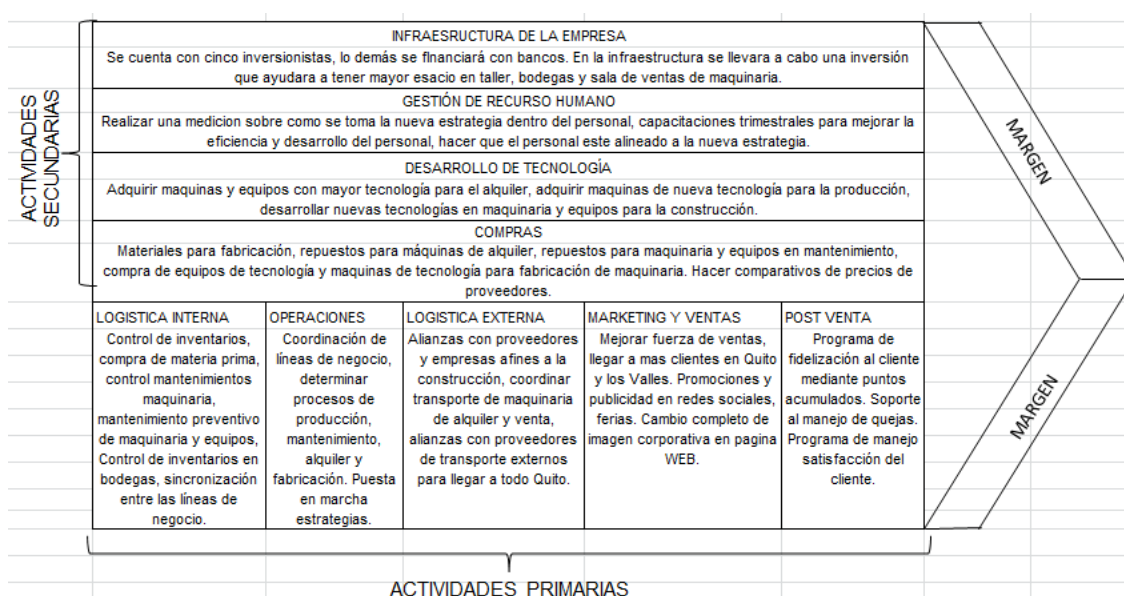 INFRAESRUCTURA DE LA EMPRESA
Se cuenta con cinco inversionistas, lo demás se financiará con bancos. En la infraestructura se llevara a cabo una inversión
que ayudara a tener mayor esacio en taller, bodegas y sala de ventas de maquinaria.
GESTIÓN DE RECURSO HUMANO
Realizar una medicion sobre como se toma la nueva estrategia dentro del personal, capacitaciones trimestrales para mejorar la
eficiencia y desarrollo del personal, hacer que el personal este alineado a la nueva estrategia.
DESARROLLO DE TECNOLOGÍA
Adquirir maquinas y equipos con mayor tecnología para el alquiler, adquirir maquinas de nueva tecnología para la producción,
desarrollar nuevas tecnologías en maquinaria y equipos para la construcción.
COMPRAS
Materiales para fabricación, repuestos para máquinas de alquiler, repuestos para maquinaria y equipos en mantenimiento,
compra de equipos de tecnología y maquinas de tecnología para fabricación de maquinaria. Hacer comparativos de precios de
proveedores.
ACTIVIDADES
SECUNDARIAS
MARGEN
LOGISTICA INTERNA
Control de inventarios,
compra de materia prima,
control mantenimientos
maquinaria,
mantenimiento preventivo
de maquinaria y equipos,
Control de inventarios en
bodegas, sincronización
entre las líneas de
negocio.
OPERACIONES
Coordinación de
líneas de negocio,
determinar
procesos de
producción,
mantenimiento,
alquiler y
fabricación. Puesta
en marcha
estrategias.
LOGISTICA EXTERNA
Alianzas con proveedores
y empresas afines a la
construcción, coordinar
transporte de maquinaria
de alquiler y venta,
alianzas con proveedores
de transporte externos
para llegar a todo Quito.
MARKETING Y VENTAS
Mejorar fuerza de ventas,
llegar a mas clientes en Quito
y los Valles. Promociones y
publicidad en redes sociales,
ferias. Cambio completo de
imagen corporativa en pagina
WEB.
POST VENTA
Programa de
fidelización al cliente
mediante puntos
acumulados. Soporte
al manejo de quejas.
Programa de manejo
satisfacción del
cliente.
MARGEN
ACTIVIDADES PRIMARIAS